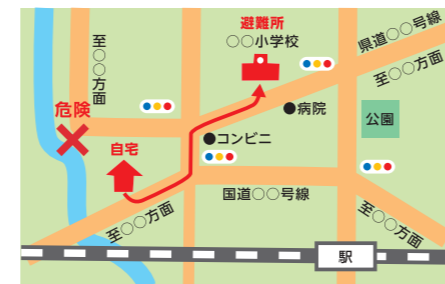 避難所
○○小学校
県道○○号線
至○○方面
至○○方面
危険
●病院
公園
●コンビニ
自宅
国道○○号線
至○○方面
至○○方面
駅